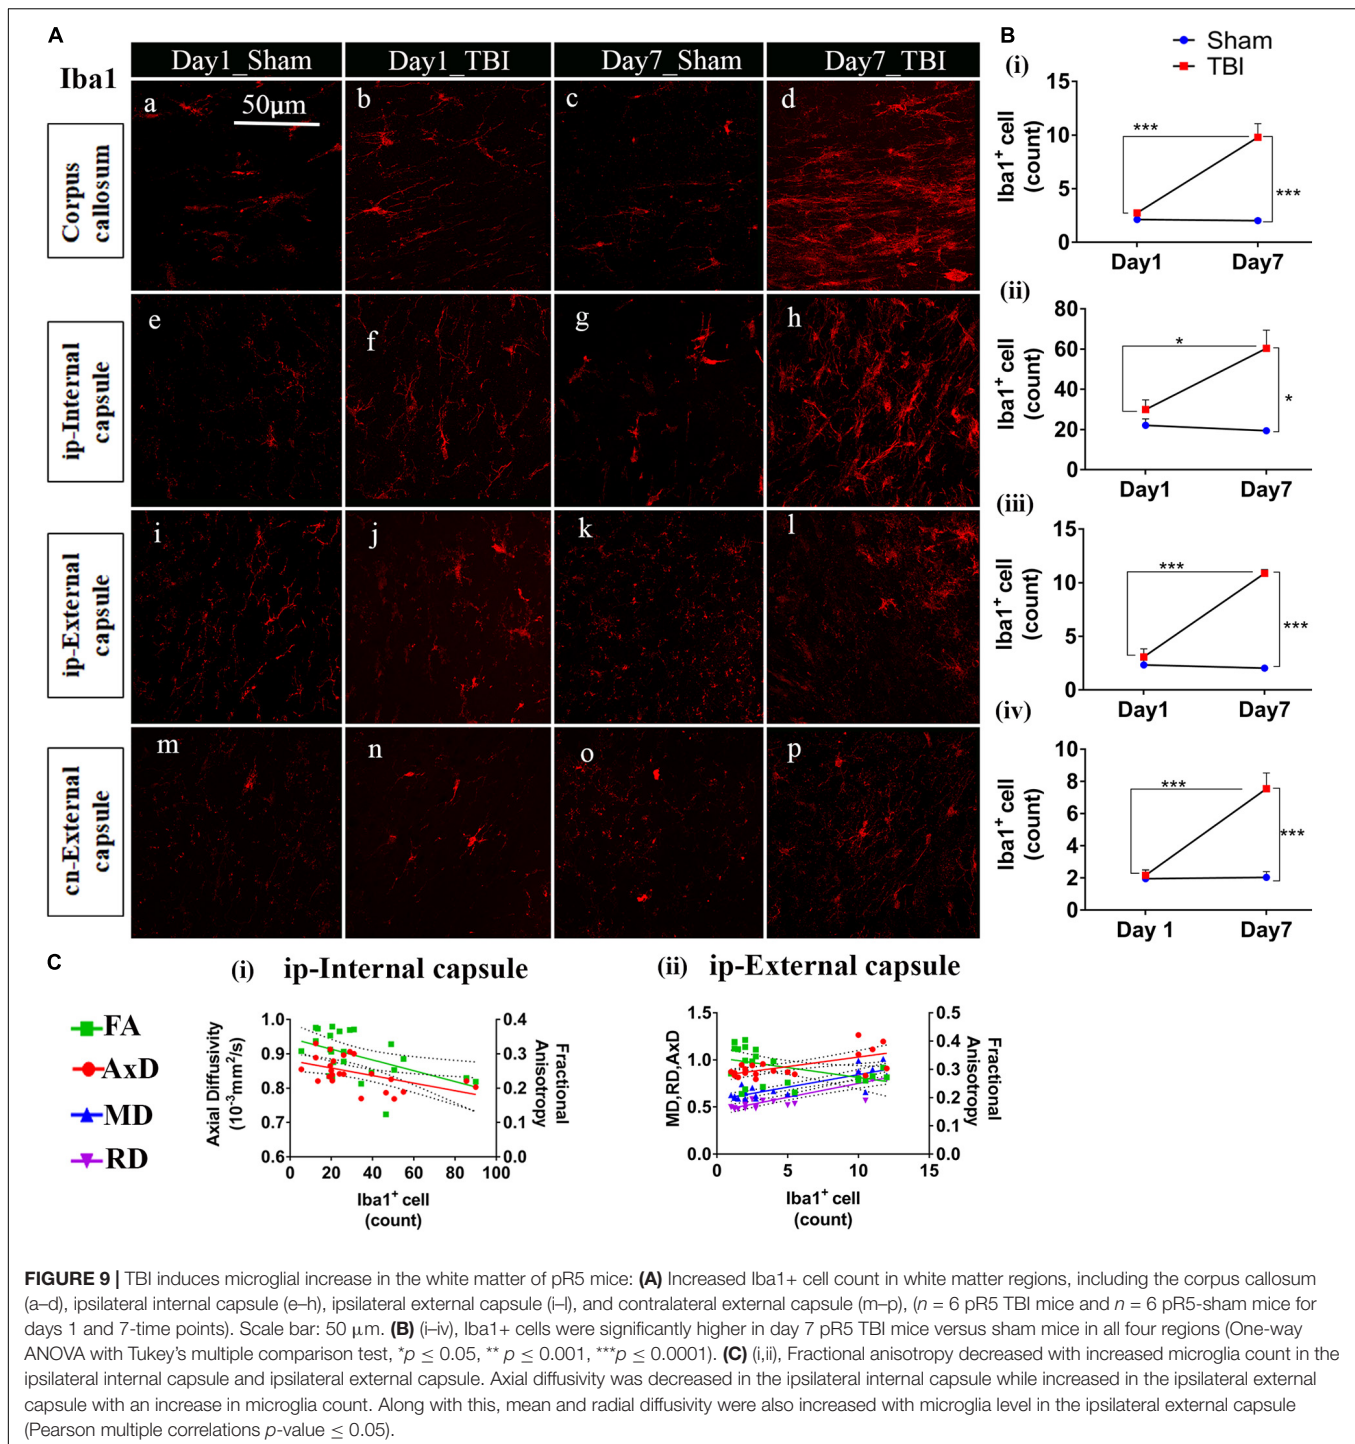 A
Day1_Sham
Day1_TBI
Day7_Sham
Day7_TBI
Iba1
a
50μm
b
c
d
Corpus
callosum
e
f
g
h
ip-Internal
capsule
i
j
k
l
ip-External
capsule
m
n
o
p
cn-External
capsule
B
Sham
TBI
(i)
Iba1+ cell
(count)
15
10
5
0
***
***
Day1
Day7
(ii)
Iba1+ cell
(count)
80
60
40
20
0
*
*
Day1
Day7
(iii)
Iba1+ cell
(count)
15
10
5
0
***
***
Day1
Day7
(iv)
Iba1+ cell
(count)
10
8
6
4
2
0
***
***
Day 1
Day7
C
FA
AxD
MD
RD
(i) ip-Internal capsule
Axial Diffusivity
(10⁻³mm²/s)
1.0
0.9
0.8
0.7
0.6
0.4
0.3
0.2
0.1
0.0
Fractional
Anisotropy
0 20 40 60 80 100
Iba1+ cell
(count)
(ii) ip-External capsule
MD,RD,AxD
1.5
1.0
0.5
0.0
0.5
0.4
0.3
0.2
0.1
0.0
Fractional
Anisotropy
0 5 10 15
Iba1+ cell
(count)
FIGURE 9 | TBI induces microglial increase in the white matter of pR5 mice: (A) Increased Iba1+ cell count in white matter regions, including the corpus callosum
(a–d), ipsilateral internal capsule (e–h), ipsilateral external capsule (i–l), and contralateral external capsule (m–p), (n = 6 pR5 TBI mice and n = 6 pR5-sham mice for
days 1 and 7-time points). Scale bar: 50 μm. (B) (i–iv), Iba1+ cells were significantly higher in day 7 pR5 TBI mice versus sham mice in all four regions (One-way
ANOVA with Tukey's multiple comparison test, *p ≤ 0.05, ** p ≤ 0.001, ***p ≤ 0.0001). (C) (i,ii), Fractional anisotropy decreased with increased microglia count in the
ipsilateral internal capsule and ipsilateral external capsule. Axial diffusivity was decreased in the ipsilateral internal capsule while increased in the ipsilateral external
capsule with an increase in microglia count. Along with this, mean and radial diffusivity were also increased with microglia level in the ipsilateral external capsule
(Pearson multiple correlations p-value ≤ 0.05).